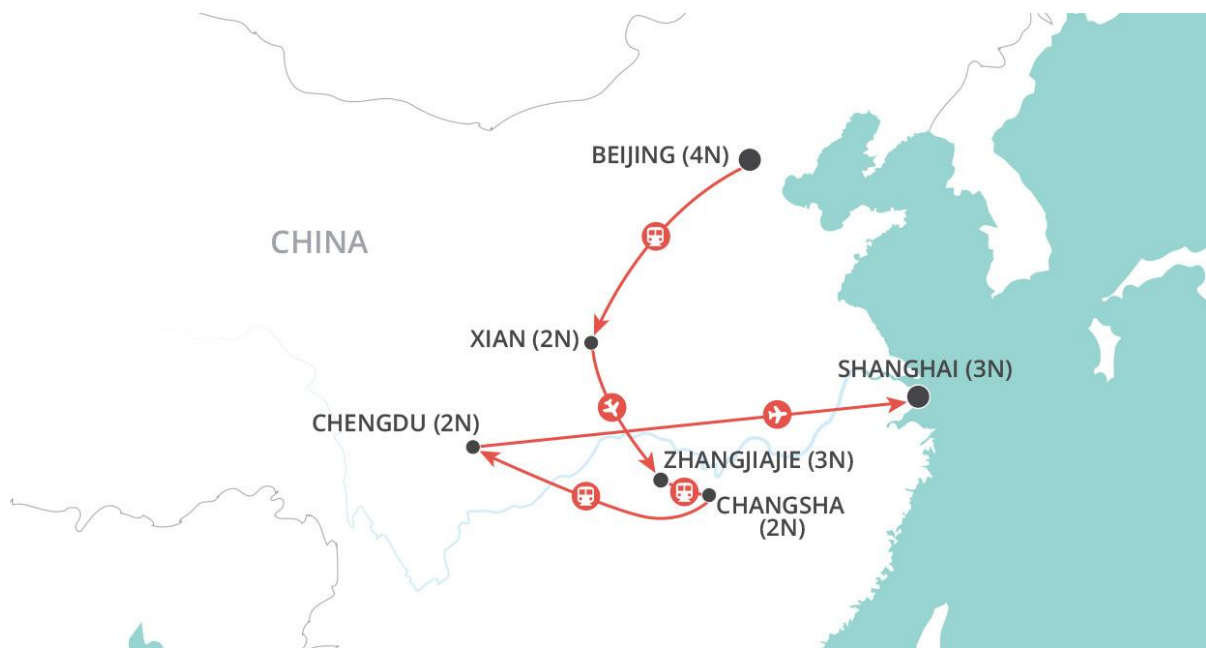 BEIJING (4N)
CHINA
XIAN (2N)
SHANGHAI (3N)
CHENGDU (2N)
ZHANGJIAJIE (3N)
CHANGSHA
(2N)